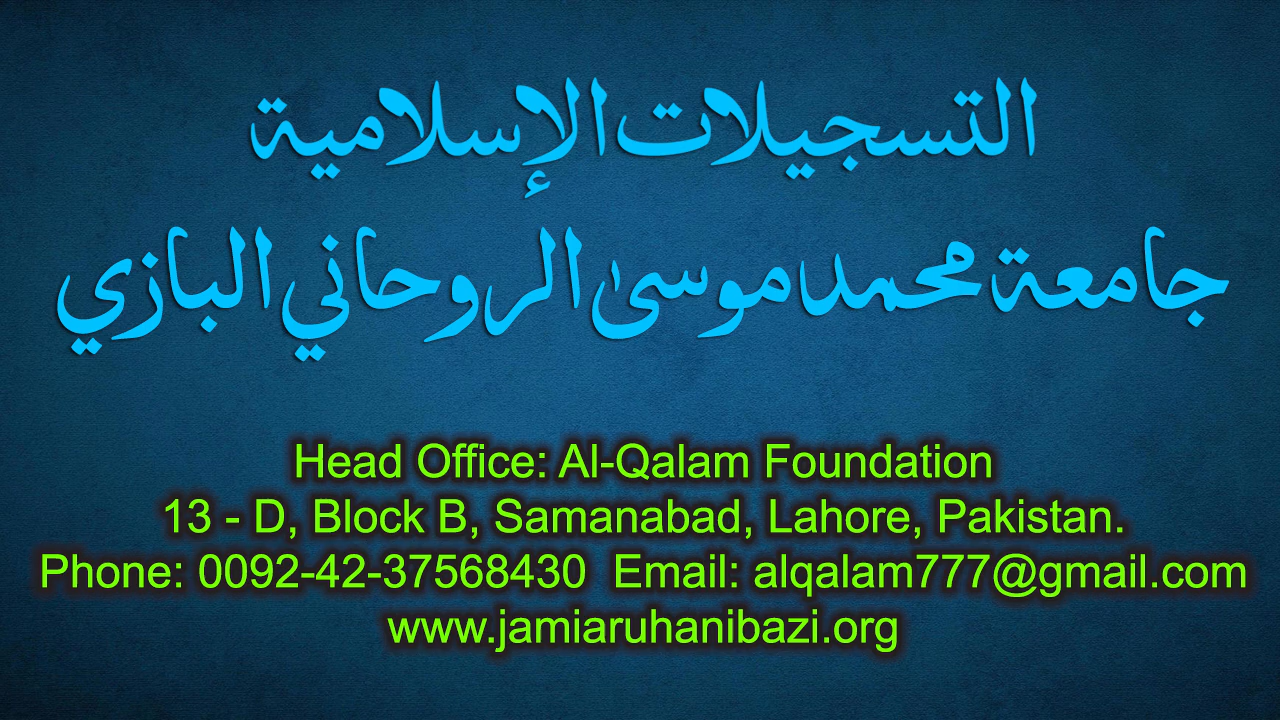 التسجيلات الإسلامية
جامعة محمد موسىٰ الروحاني البازي
Head Office: Al-Qalam Foundation
13 - D, Block B, Samanabad, Lahore, Pakistan.
Phone: 0092-42-37568430  Email: alqalam777@gmail.com
www.jamiaruhanibazi.org